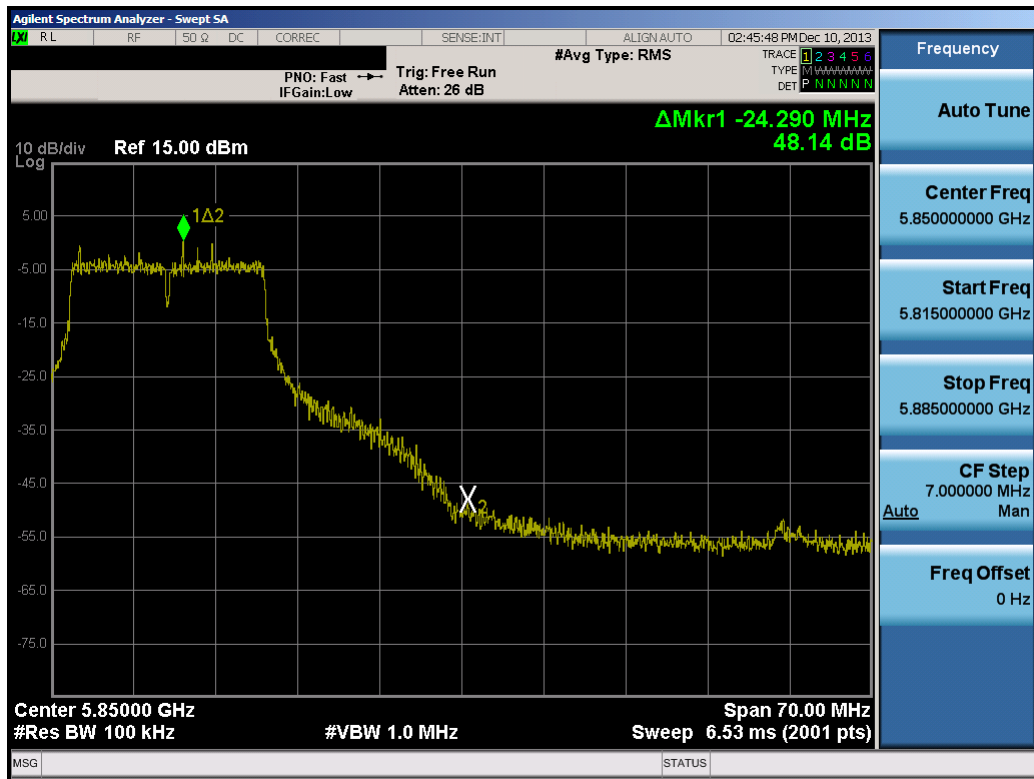 Agilent Spectrum Analyzer - Swept SA
LXI RL RF 50 Ω DC CORREC SENSE:INT ALIGN AUTO 02:45:48 PM Dec 10, 2013
#Avg Type: RMS
TRACE 1 2 3 4 5 6
TYPE M W W W W W
DET P N N N N N
PNO: Fast
IFGain:Low
Trig: Free Run
Atten: 26 dB
ΔMkr1 -24.290 MHz
48.14 dB
10 dB/div
Log
Ref 15.00 dBm
5.00
-5.00
-15.0
-25.0
-35.0
-45.0
-55.0
-65.0
-75.0
1Δ2
X2
Center 5.85000 GHz
Span 70.00 MHz
#Res BW 100 kHz
#VBW 1.0 MHz
Sweep 6.53 ms (2001 pts)
MSG
STATUS
Frequency
Auto Tune
Center Freq
5.850000000 GHz
Start Freq
5.815000000 GHz
Stop Freq
5.885000000 GHz
CF Step
7.000000 MHz
Auto Man
Freq Offset
0 Hz